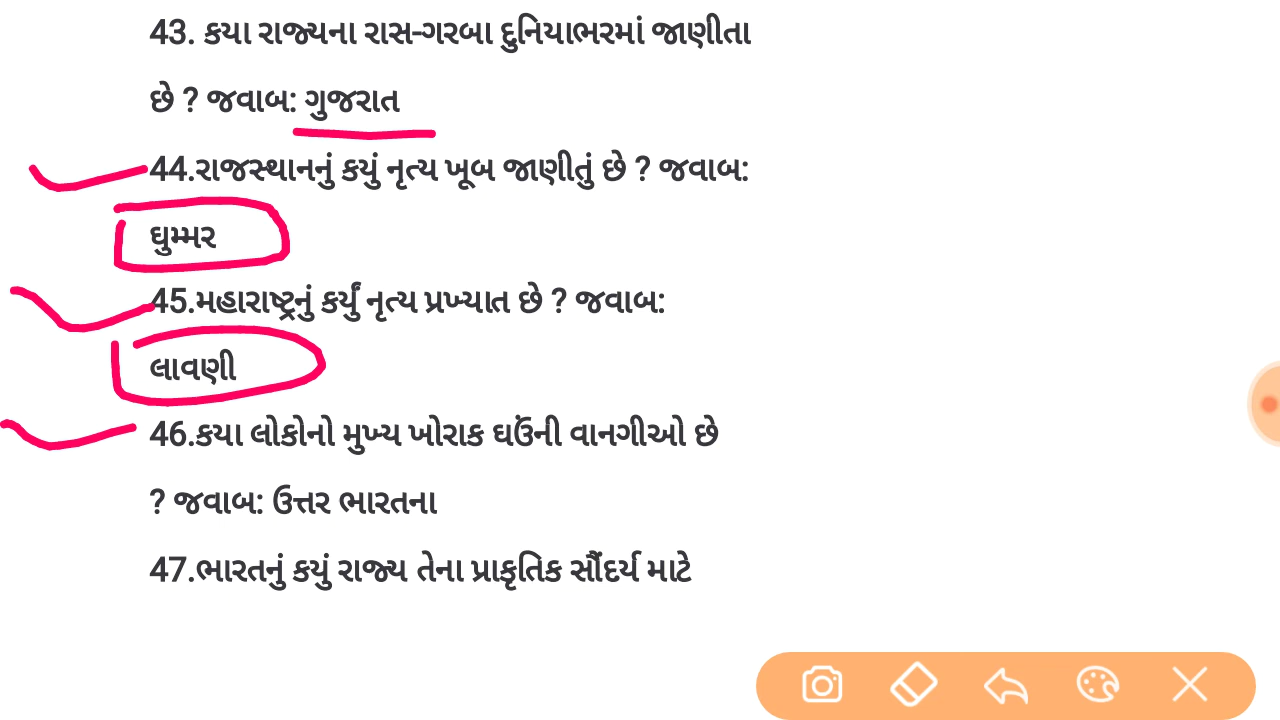 43. કયા રાજ્યના રાસ-ગરબા દુનિયાભરમાં જાણીતા
છે ? જવાબ: ગુજરાત
44.રાજસ્થાનનું કયું નૃત્ય ખૂબ જાણીતું છે ? જવાબ:
ઘુમ્મર
45.મહારાષ્ટ્રનું કર્યું નૃત્ય પ્રખ્યાત છે ? જવાબ:
લાવણી
46.કયા લોકોનો મુખ્ય ખોરાક ઘઉંની વાનગીઓ છે
? જવાબ: ઉત્તર ભારતના
47.ભારતનું કયું રાજ્ય તેના પ્રાકૃતિક સૌંદર્ય માટે